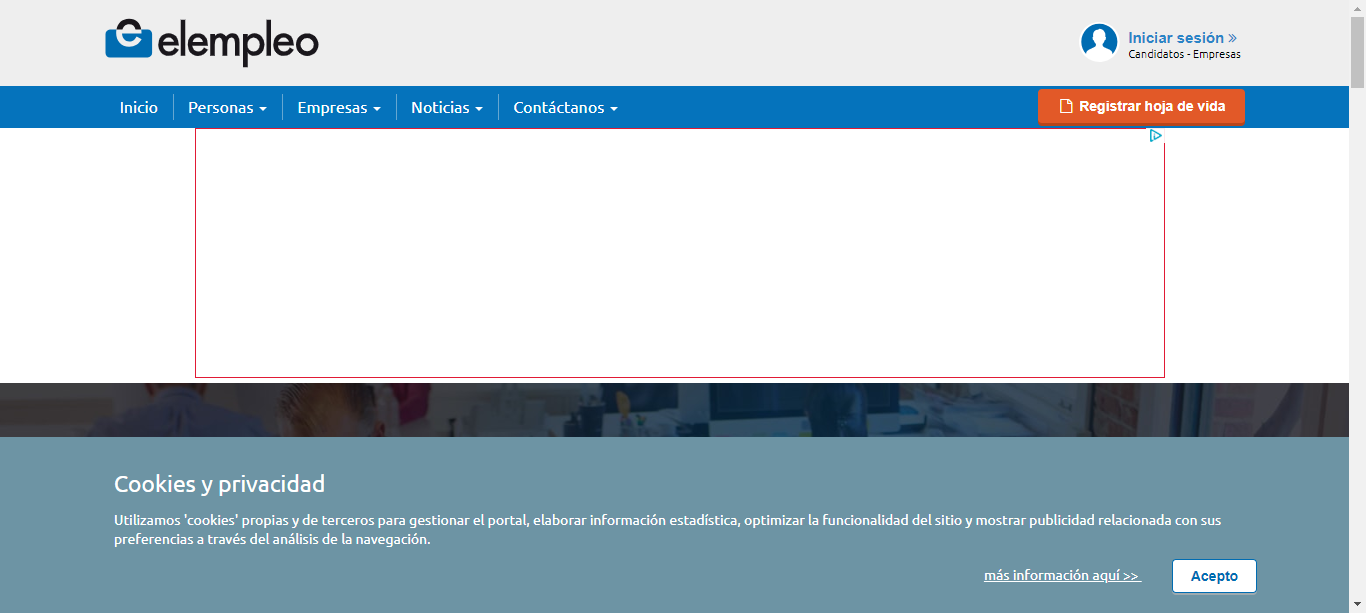 elempleo
Iniciar sesión »
Candidatos - Empresas
Inicio
Personas
Empresas
Noticias
Contáctanos
Registrar hoja de vida
Cookies y privacidad
Utilizamos 'cookies' propias y de terceros para gestionar el portal, elaborar información estadística, optimizar la funcionalidad del sitio y mostrar publicidad relacionada con sus
preferencias a través del análisis de la navegación.
más información aquí >>
Acepto